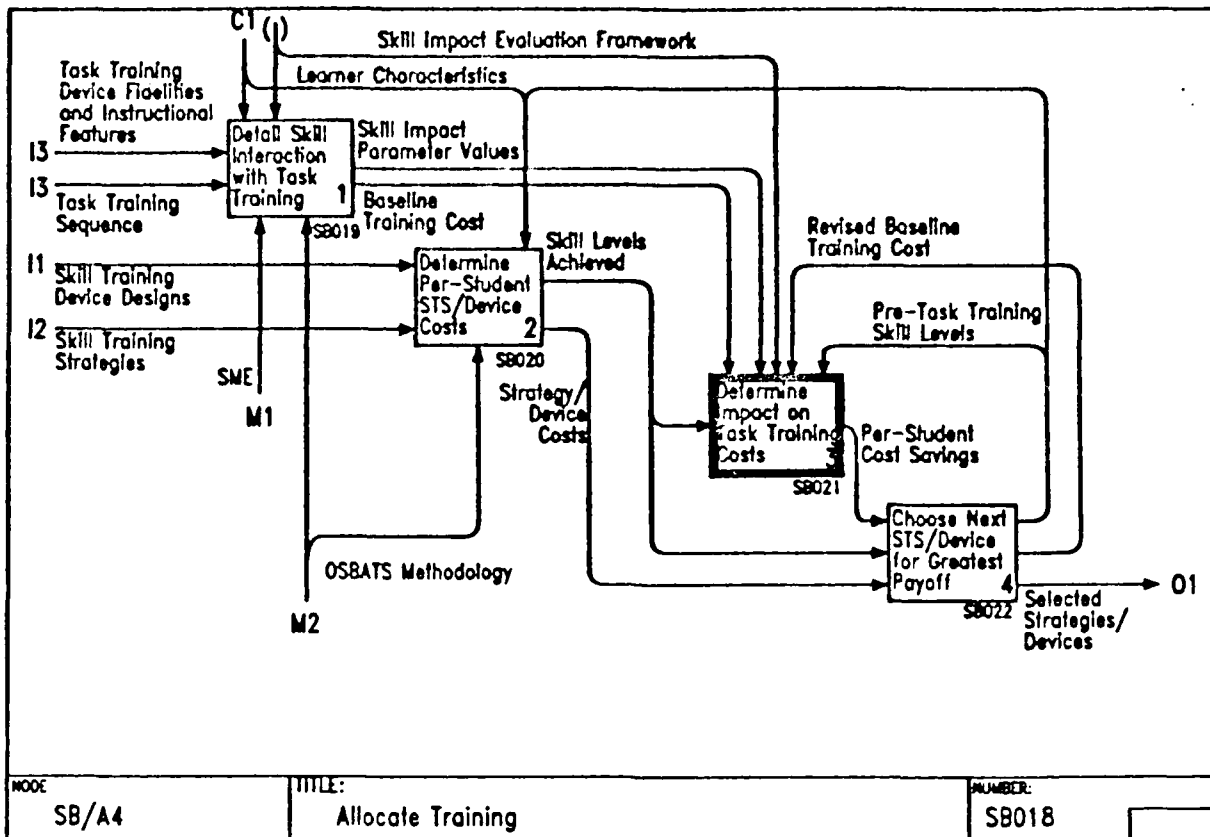 C1
()
Skill Impact Evaluation Framework
Learner Characteristics
Task Training
Device Fidelities
and Instructional
Features
I3
I3
Task Training
Sequence
Detail Skill
Interaction
with Task
Training
1
SB019
Skill Impact
Parameter Values
Baseline
Training Cost
I1
Skill Training
Device Designs
I2
Skill Training
Strategies
Determine
Per-Student
STS/Device
Costs
2
SB020
Skill Levels
Achieved
Revised Baseline
Training Cost
Pre-Task Training
Skill Levels
SME
M1
Strategy/
Device
Costs
Determine
Impact on
Task Training
Costs
SB021
Per-Student
Cost Savings
Choose Next
STS/Device
for Greatest
Payoff
4
SB022
O1
Selected
Strategies/
Devices
OSBATS Methodology
M2
NODE
SB/A4
TITLE:
Allocate Training
NUMBER:
SB018